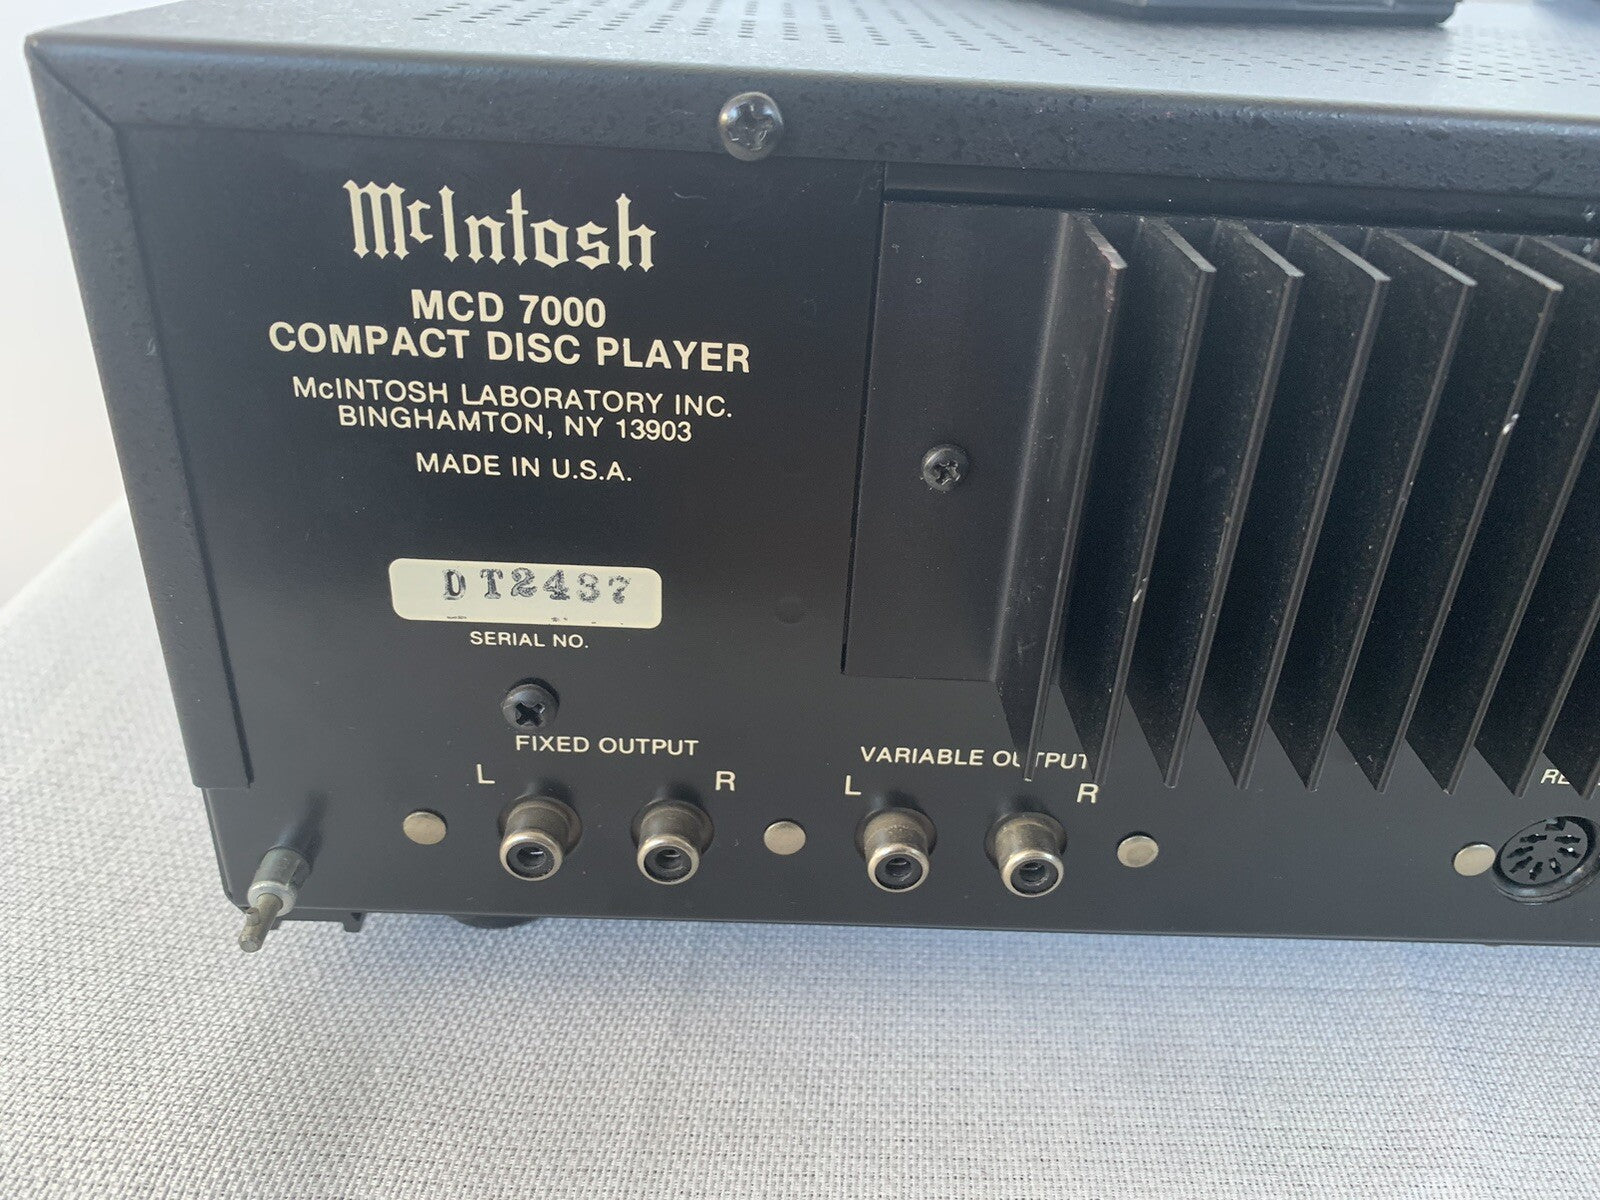 McIntosh
MCD 7000
COMPACT DISC PLAYER
McINTOSH LABORATORY INC.
BINGHAMTON, NY 13903
MADE IN U.S.A.
DT2437
SERIAL NO.
FIXED OUTPUT
L R
VARIABLE OUTPUT
L R